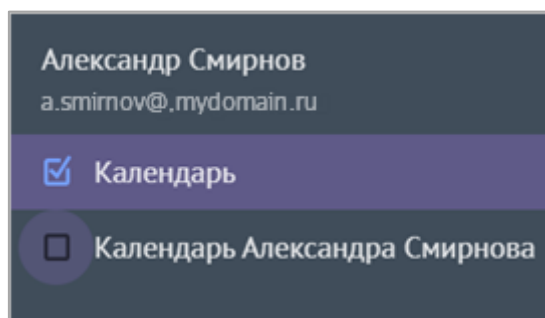 Александр Смирнов
a.smirnov@.mydomain.ru
Календарь
Календарь Александра Смирнова